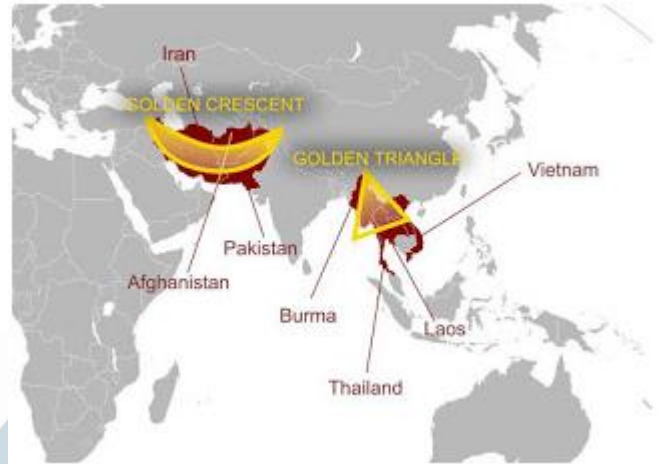 Iran
GOLDEN CRESCENT
GOLDEN TRIANGLE
Vietnam
Pakistan
Afghanistan
Burma
Laos
Thailand